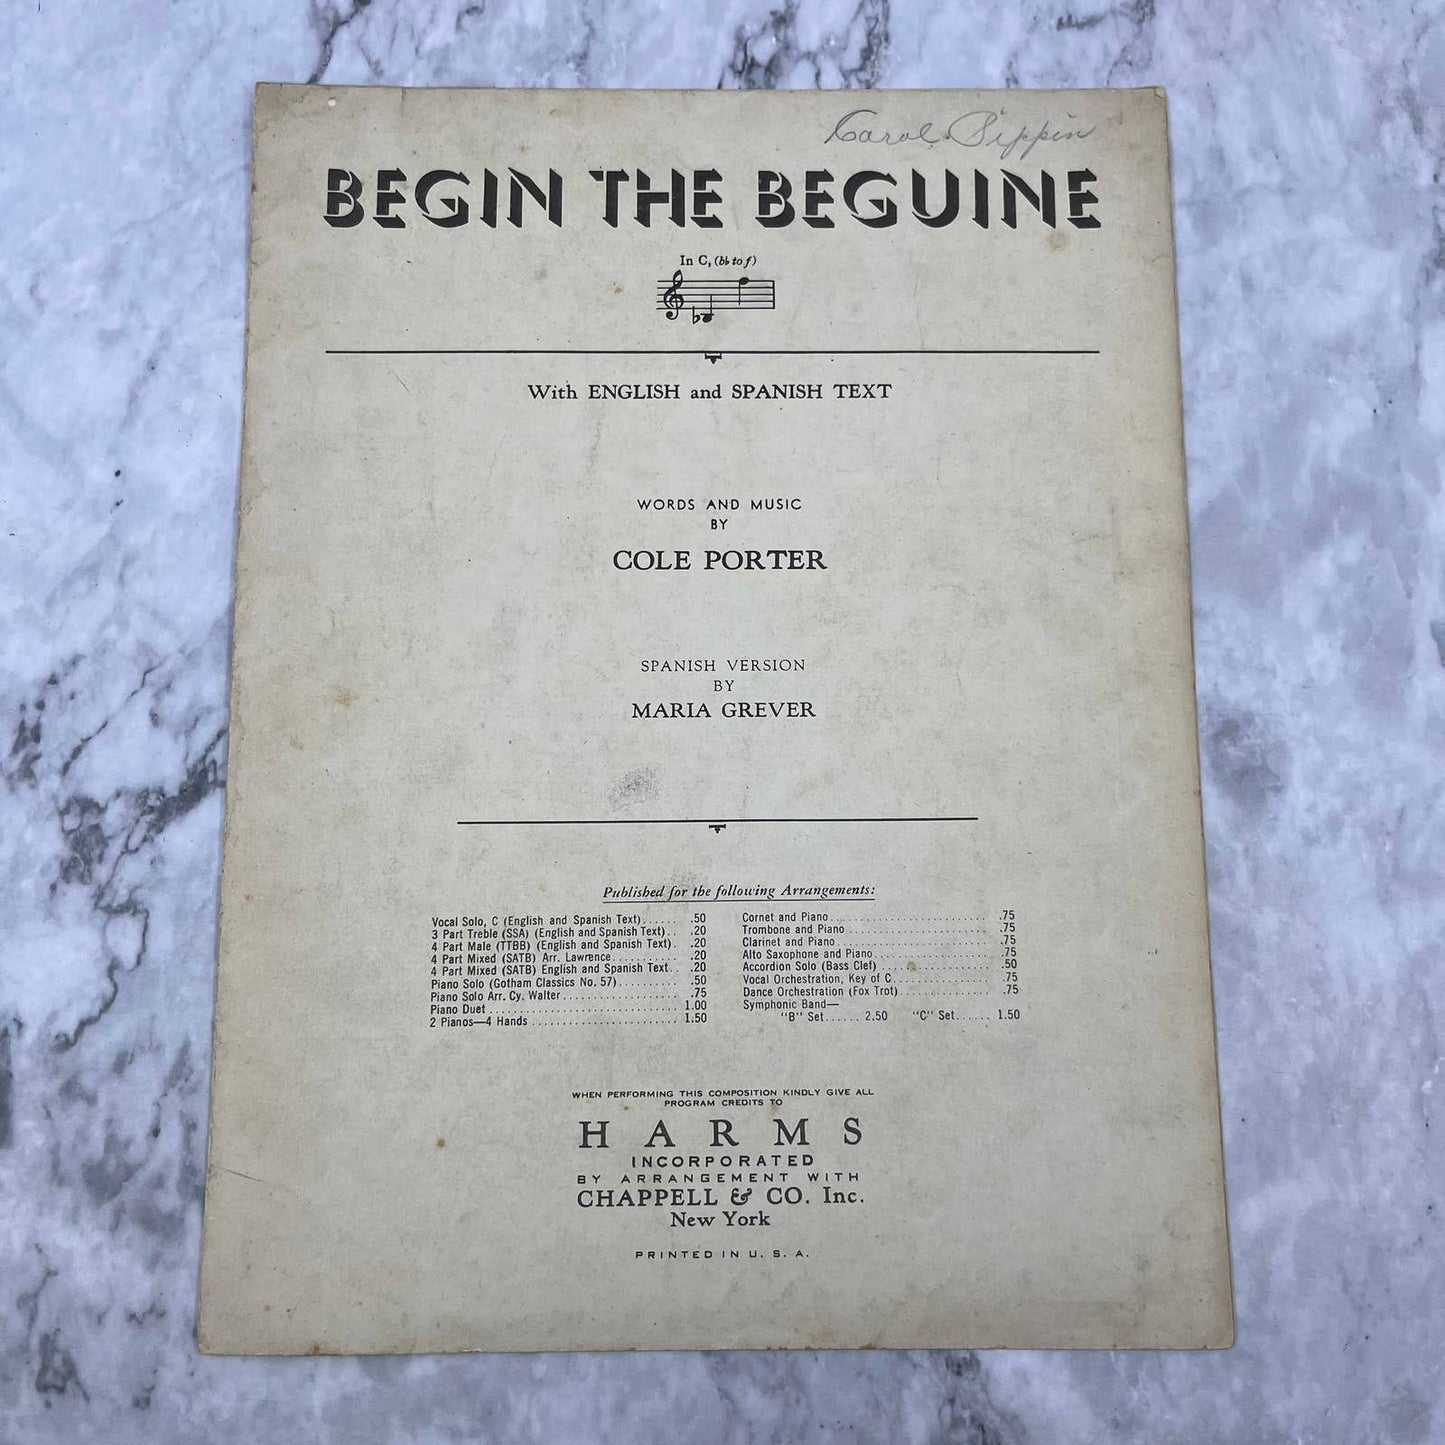 Carol Pippin
BEGIN THE BEGUINE
In C, (b♭ to f)
With ENGLISH and SPANISH TEXT
WORDS AND MUSIC
BY
COLE PORTER
SPANISH VERSION
BY
MARIA GREVER
Published for the following Arrangements:
Vocal Solo, C (English and Spanish Text)...... .50
3 Part Treble (SSA) (English and Spanish Text).. .20
4 Part Male (TTBB) (English and Spanish Text). .20
4 Part Mixed (SATB) Arr. Lawrence........... .20
4 Part Mixed (SATB) English and Spanish Text.. .20
Piano Solo (Gotham Classics No. 57).......... .50
Piano Solo Arr. Cy. Walter.................... .75
Piano Duet................................ 1.00
2 Pianos—4 Hands......................... 1.50
Cornet and Piano.......................... .75
Trombone and Piano....................... .75
Clarinet and Piano......................... .75
Alto Saxophone and Piano................... .75
Accordion Solo (Bass Clef).................. .50
Vocal Orchestration, Key of C................ .75
Dance Orchestration (Fox Trot)............... .75
Symphonic Band—
"B" Set...... 2.50 "C" Set...... 1.50
WHEN PERFORMING THIS COMPOSITION KINDLY GIVE ALL
PROGRAM CREDITS TO
HARMS
INCORPORATED
BY ARRANGEMENT WITH
CHAPPELL & CO. Inc.
New York
PRINTED IN U. S. A.